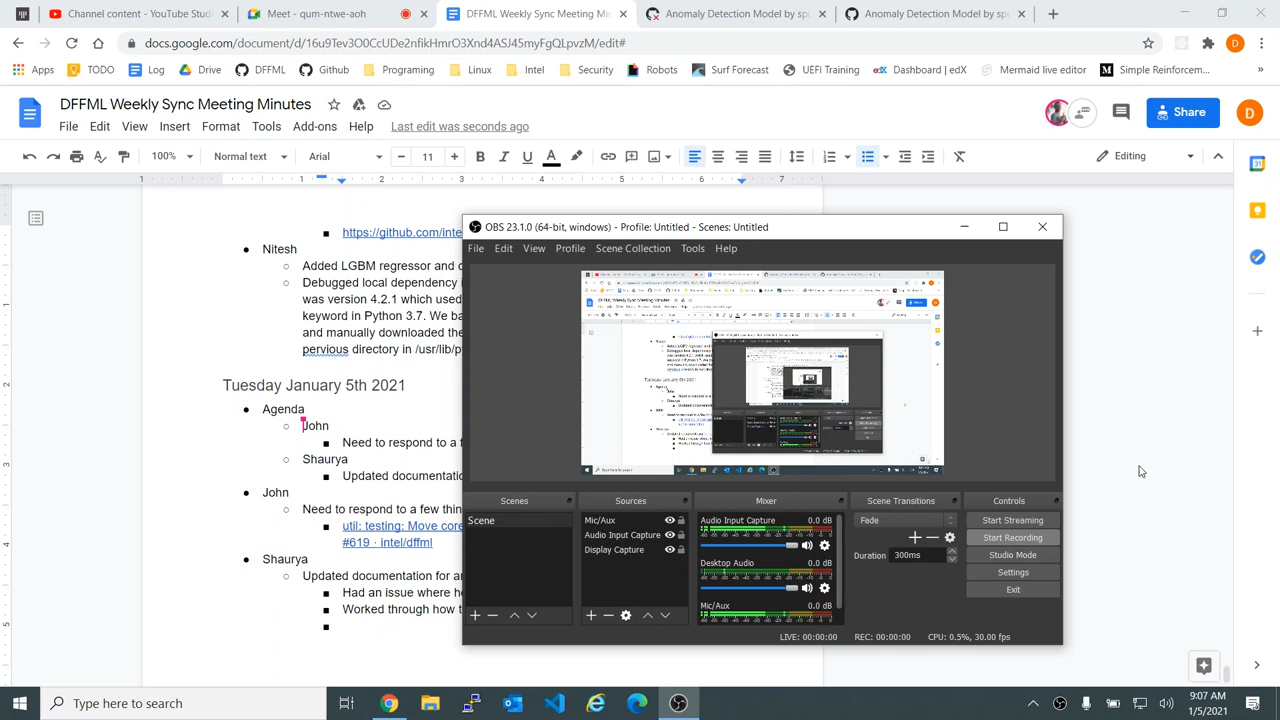 Channel content - YouTube Studi
Meet - qum-ntwe-aoh
DFFML Weekly Sync Meeting Min
Anomaly Detection Model by spu
Anomaly Detection Model by spu
docs.google.com/document/d/16u9Tev3O0CcUDe2nfikHmrO3Xnd4ASJ45myFgQLpvzM/edit#
Apps TODO Log Drive DFFML Github Programing Linux Intel Security Robots Surf Forecast UEFI Training Dashboard | edX Mermaid live editor Simple Reinforcem... »
DFFML Weekly Sync Meeting Minutes
Share
D
File Edit View Insert Format Tools Add-ons Help Last edit was seconds ago
100% Normal text Arial 11 B I U A Editing
1 1 2 3 4 5 6 7
https://github.com/inte
Nitesh
Added LGBM regressor and c
Debugged local dependency
was version 4.2.1 which used
keyword in Python 3.7. We ba
and manually downloaded the
pervious directory in /usr/lib/p
Tuesday January 5th 2021
Agenda
John
Need to respond to a f
Shaurya
Updated documentatio
John
Need to respond to a few thin
util: testing: Move core
#619 · intel/dffml
Shaurya
Updated documentation for ar
Had an issue where he
Worked through how t
OBS 23.1.0 (64-bit, windows) - Profile: Untitled - Scenes: Untitled
File Edit View Profile Scene Collection Tools Help
Scenes
Scene
Sources
Mic/Aux
Audio Input Capture
Display Capture
Mixer
Audio Input Capture 0.0 dB
Desktop Audio 0.0 dB
Mic/Aux 0.0 dB
Scene Transitions
Fade
Duration 300ms
Controls
Start Streaming
Start Recording
Studio Mode
Settings
Exit
LIVE: 00:00:00 REC: 00:00:00 CPU: 0.5%, 30.00 fps
Type here to search
9:07 AM
1/5/2021